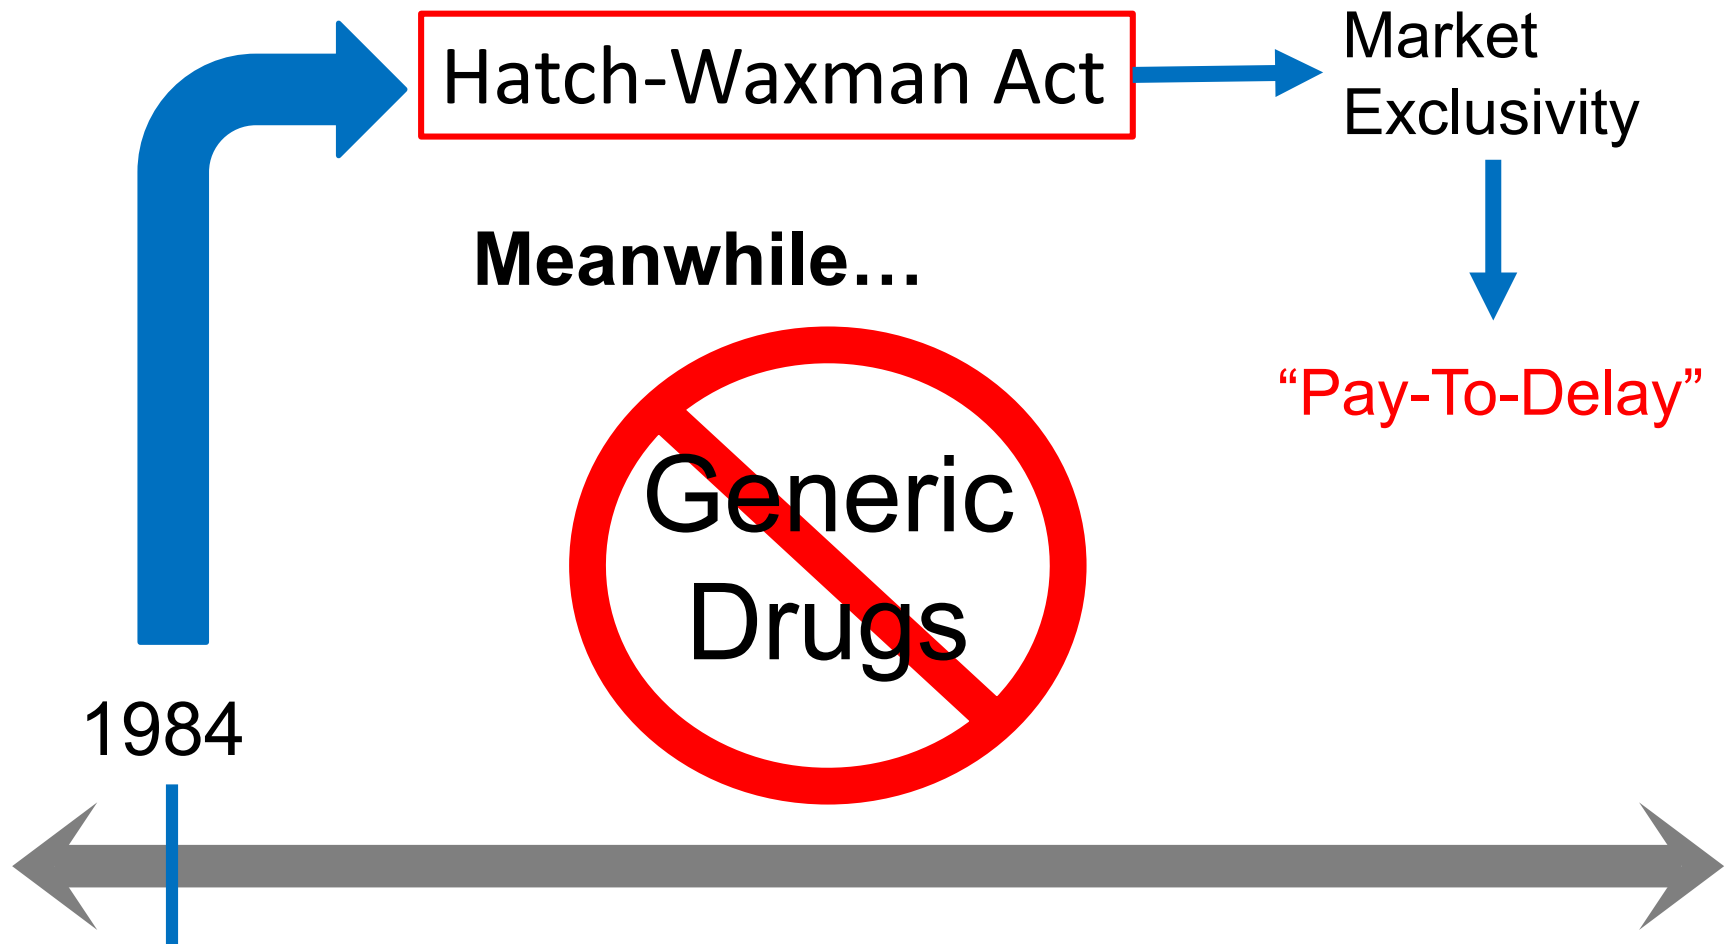 Hatch-Waxman Act
Market
Exclusivity
Meanwhile…
“Pay-To-Delay”
Generic
Drugs
1984